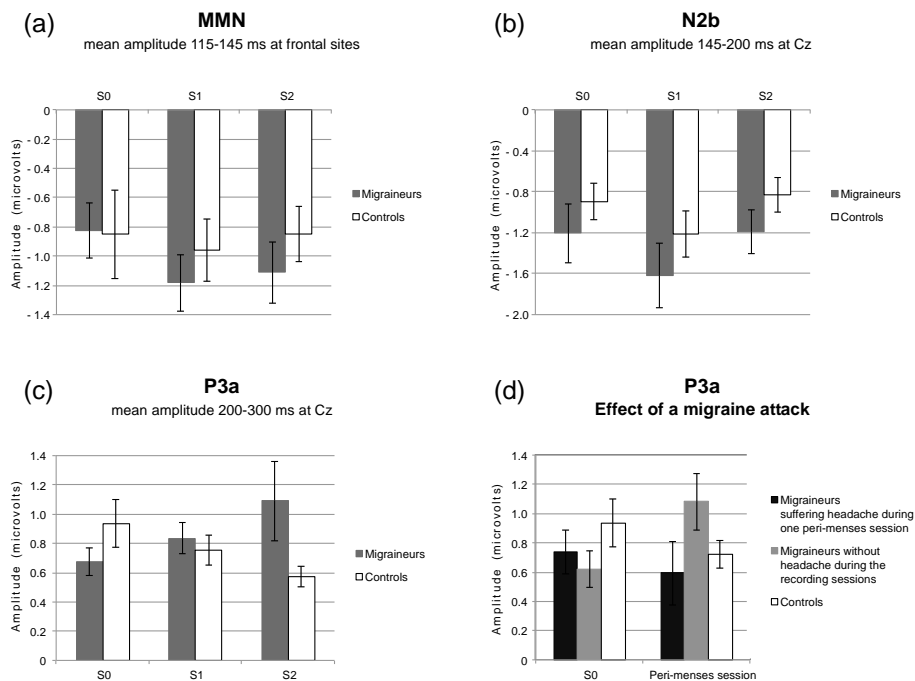 (a)
MMN
mean amplitude 115-145 ms at frontal sites
S0 S1 S2
0
- 0.2
- 0.4
- 0.6
- 0.8
- 1.0
- 1.2
- 1.4
Amplitude (microvolts)
Migraineurs
Controls
(b)
N2b
mean amplitude 145-200 ms at Cz
S0 S1 S2
0
- 0.4
- 0.8
- 1.2
- 1.6
- 2.0
Amplitude (microvolts)
Migraineurs
Controls
(c)
P3a
mean amplitude 200-300 ms at Cz
1.4
1.2
1.0
0.8
0.6
0.4
0.2
0
Amplitude (microvolts)
S0 S1 S2
Migraineurs
Controls
(d)
P3a
Effect of a migraine attack
1.4
1.2
1.0
0.8
0.6
0.4
0.2
0
Amplitude (microvolts)
S0 Peri-menses session
Migraineurs
suffering headache during
one peri-menses session
Migraineurs without
headache during the
recording sessions
Controls